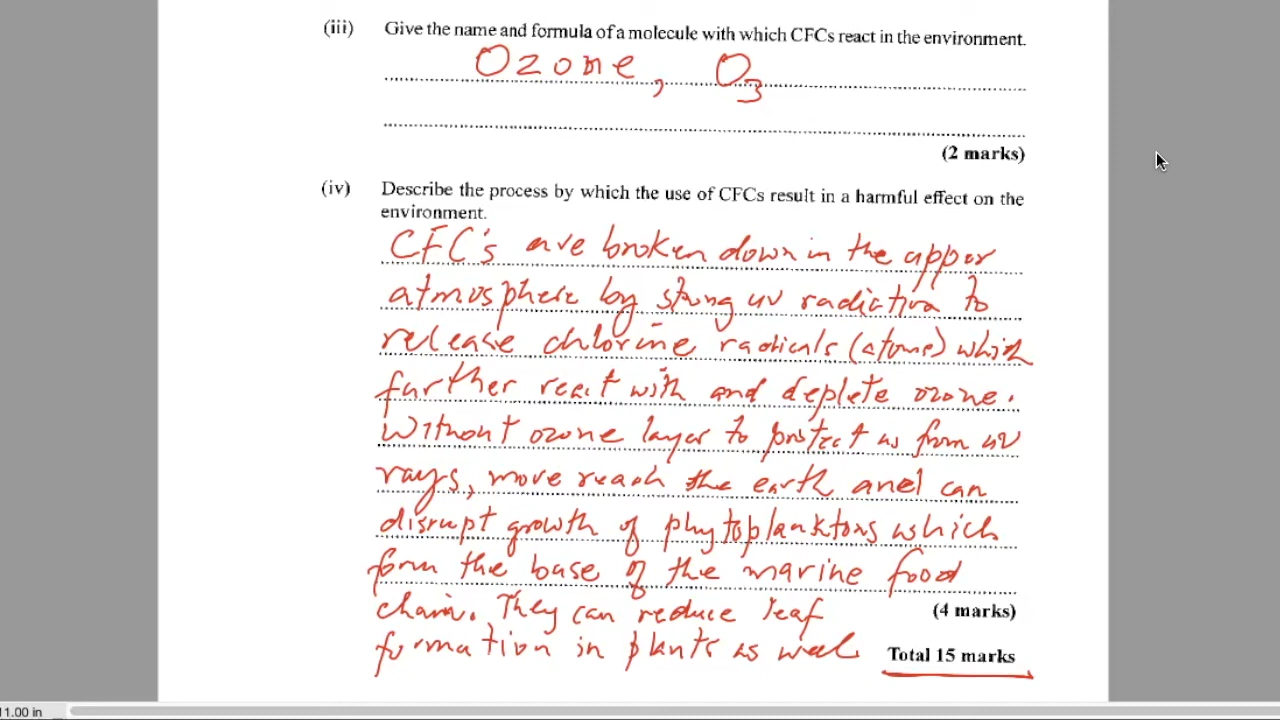 (iii) Give the name and formula of a molecule with which CFCs react in the environment.
Ozone, O3
(2 marks)
(iv) Describe the process by which the use of CFCs result in a harmful effect on the
environment.
CFC's are broken down in the uppor
atmosphere by strong uv radiation to
release chlorine radicals (atoms) which
further react with and deplete ozone.
Without ozone layer to protect us from uv
rays, more reach the earth and can
disrupt growth of phytoplanktons which
form the base of the marine food
chain. They can reduce leaf
(4 marks)
formation in plants as well
Total 15 marks
11.00 in